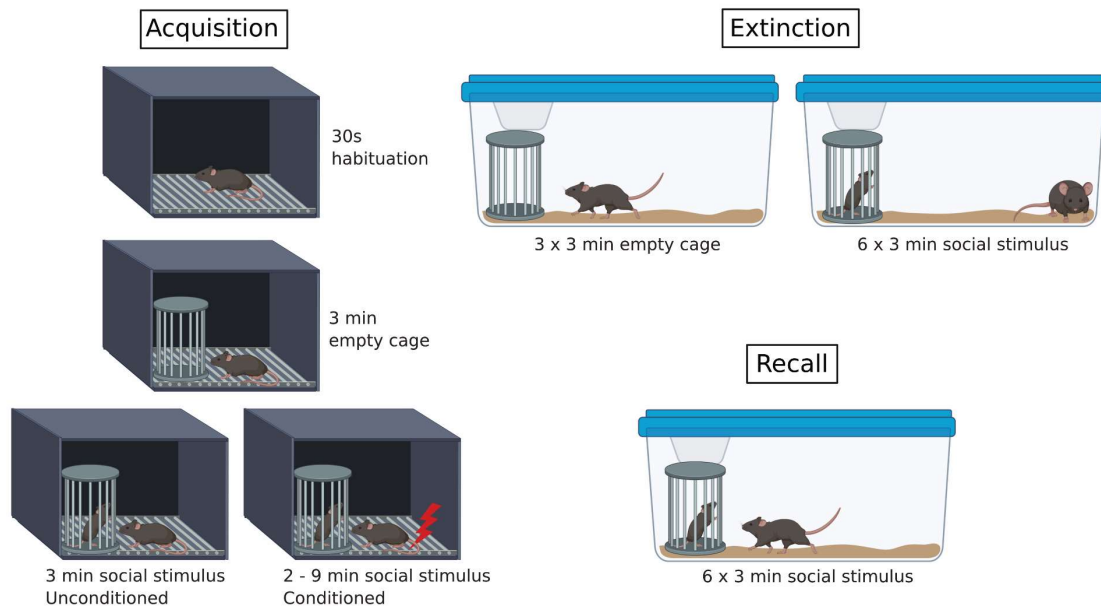 Acquisition
30s
habituation
3 min
empty cage
3 min social stimulus
Unconditioned
2 - 9 min social stimulus
Conditioned
Extinction
3 x 3 min empty cage
6 x 3 min social stimulus
Recall
6 x 3 min social stimulus